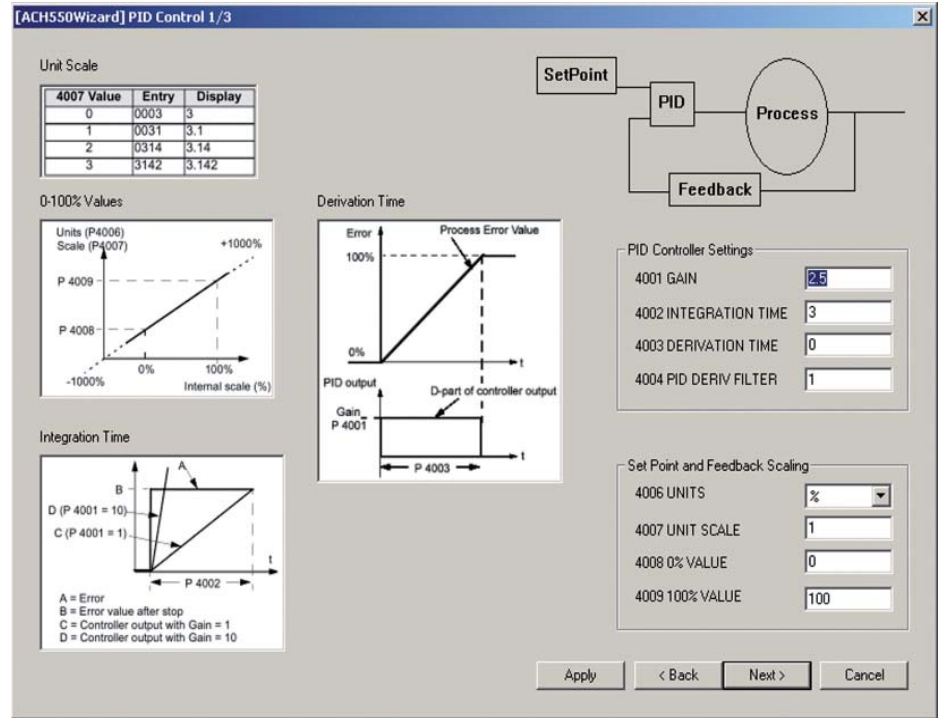 [ACH550Wizard] PID Control 1/3
Unit Scale
4007 Value Entry Display
0 0003 3
1 0031 3.1
2 0314 3.14
3 3142 3.142
SetPoint
PID
Process
Feedback
0-100% Values
Units (P4006)
Scale (P4007)
+1000%
P 4009
P 4008
0% 100%
-1000%
Internal scale (%)
Derivation Time
Error
Process Error Value
100%
0%
t
PID output
D-part of controller output
Gain
P 4001
t
P 4003
Integration Time
A
B
D (P 4001 = 10)
C (P 4001 = 1)
t
P 4002
A = Error
B = Error value after stop
C = Controller output with Gain = 1
D = Controller output with Gain = 10
PID Controller Settings
4001 GAIN 2.5
4002 INTEGRATION TIME 3
4003 DERIVATION TIME 0
4004 PID DERIV FILTER 1
Set Point and Feedback Scaling
4006 UNITS %
4007 UNIT SCALE 1
4008 0% VALUE 0
4009 100% VALUE 100
Apply < Back Next > Cancel